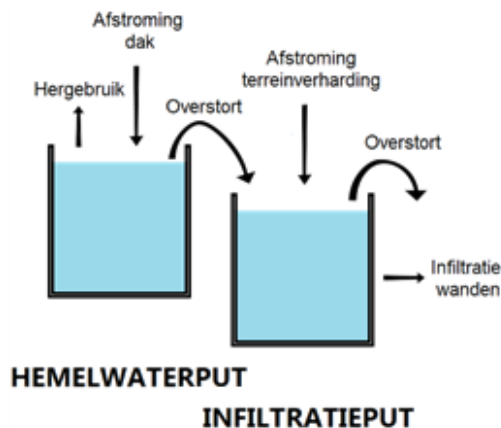 Afstroming
dak
Hergebruik
Overstort
Afstroming
terreinverharding
Overstort
Infiltratie
wanden
HEMELWATERPUT
INFILTRATIEPUT